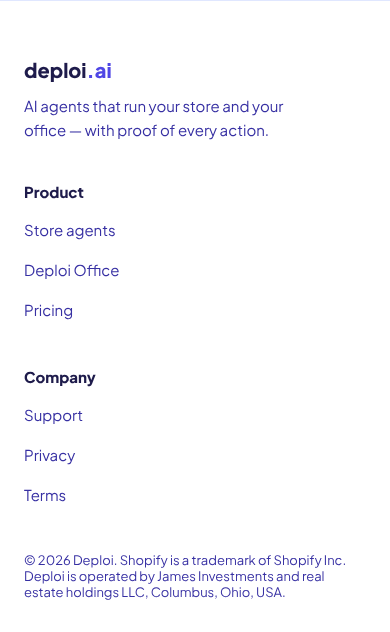 deploi.ai
AI agents that run your store and your
office — with proof of every action.
Product
Store agents
Deploi Office
Pricing
Company
Support
Privacy
Terms
© 2026 Deploi. Shopify is a trademark of Shopify Inc.
Deploi is operated by James Investments and real
estate holdings LLC, Columbus, Ohio, USA.